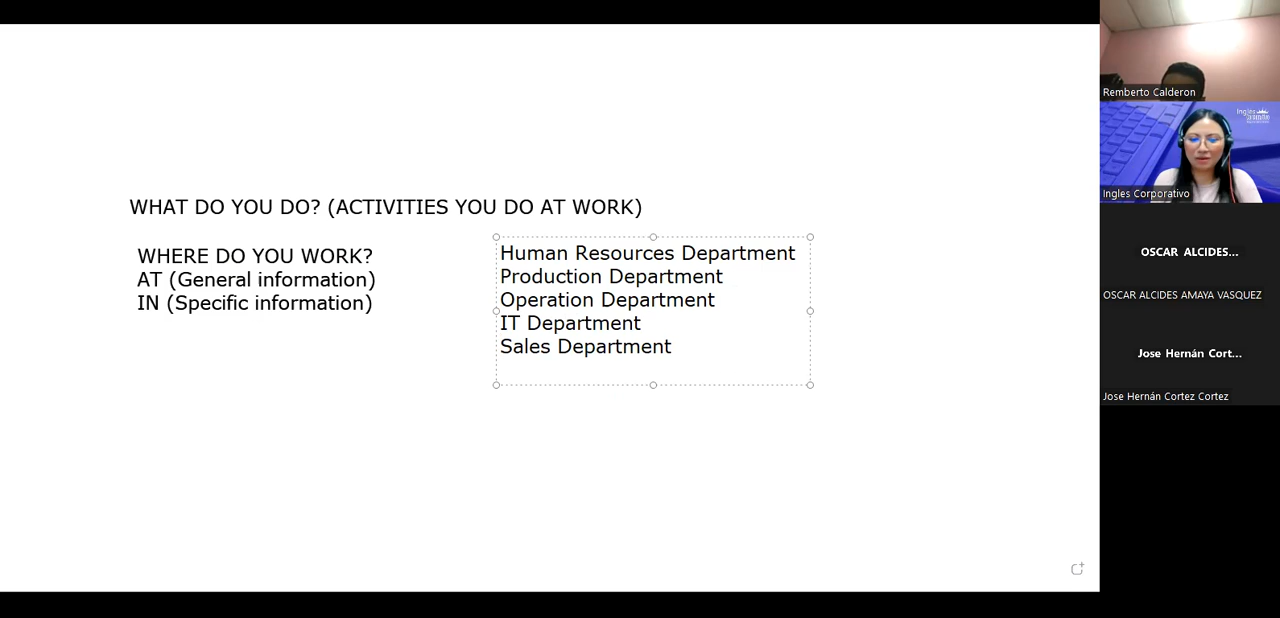 WHAT DO YOU DO? (ACTIVITIES YOU DO AT WORK)
WHERE DO YOU WORK?
AT (General information)
IN (Specific information)
Human Resources Department
Production Department
Operation Department
IT Department
Sales Department
Remberto Calderon
Ingles Corporativo
OSCAR ALCIDES...
OSCAR ALCIDES AMAYA VASQUEZ
Jose Hernán Cort...
Jose Hernán Cortez Cortez